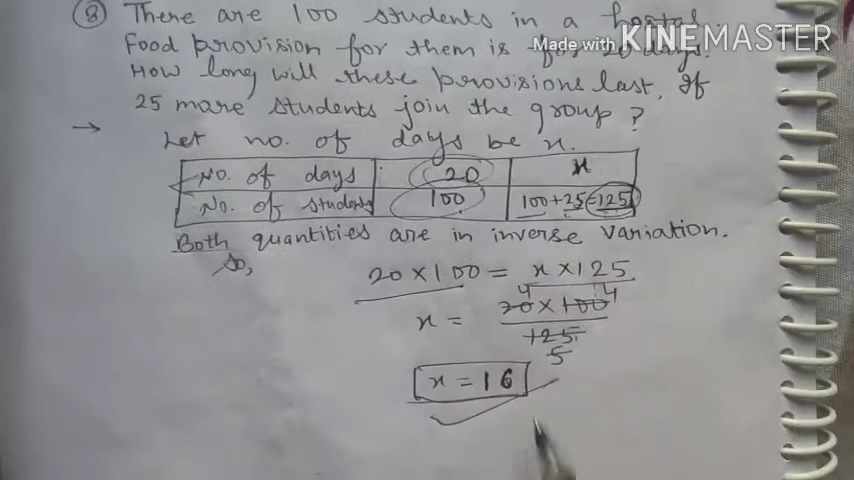 ⑧ There are 100 students in a hostel.
Food provision for them is for 20 days.
Made with KINEMASTER
How long will these provisions last, If
25 more students join the group?
→ Let no. of days be x.
No. of days 20 x
No. of students 100 100+25=125
Both quantities are in inverse variation.
So,
20 × 100 = x × 125
4 4
x = 20 × 100
125
5
x = 16